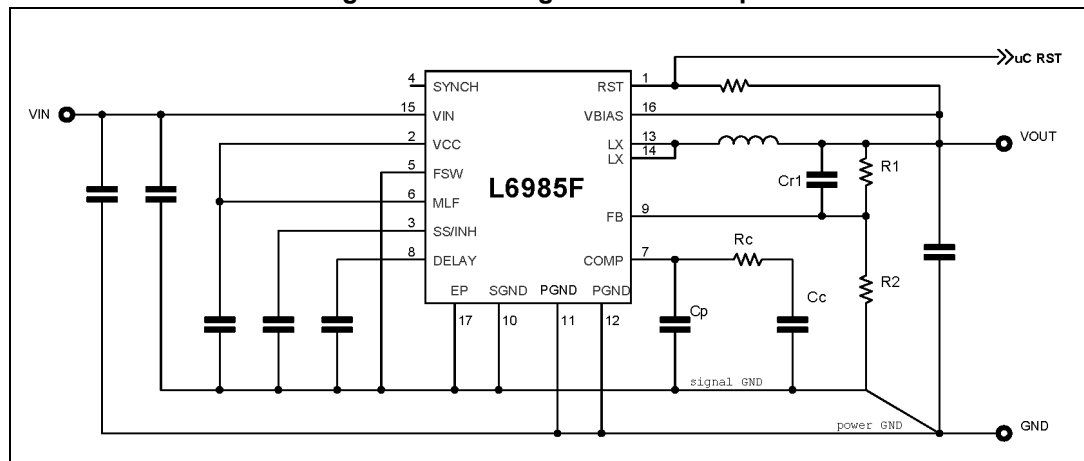 uC RST
4
SYNCH
RST
1
VIN
15
VIN
VBIAS
16
2
VCC
LX
13
VOUT
LX
14
5
FSW
R1
L6985F
Cr1
6
MLF
FB
9
3
SS/INH
Rc
8
DELAY
COMP
7
R2
EP
SGND
PGND
PGND
Cc
17
10
11
12
Cp
signal GND
power GND
GND